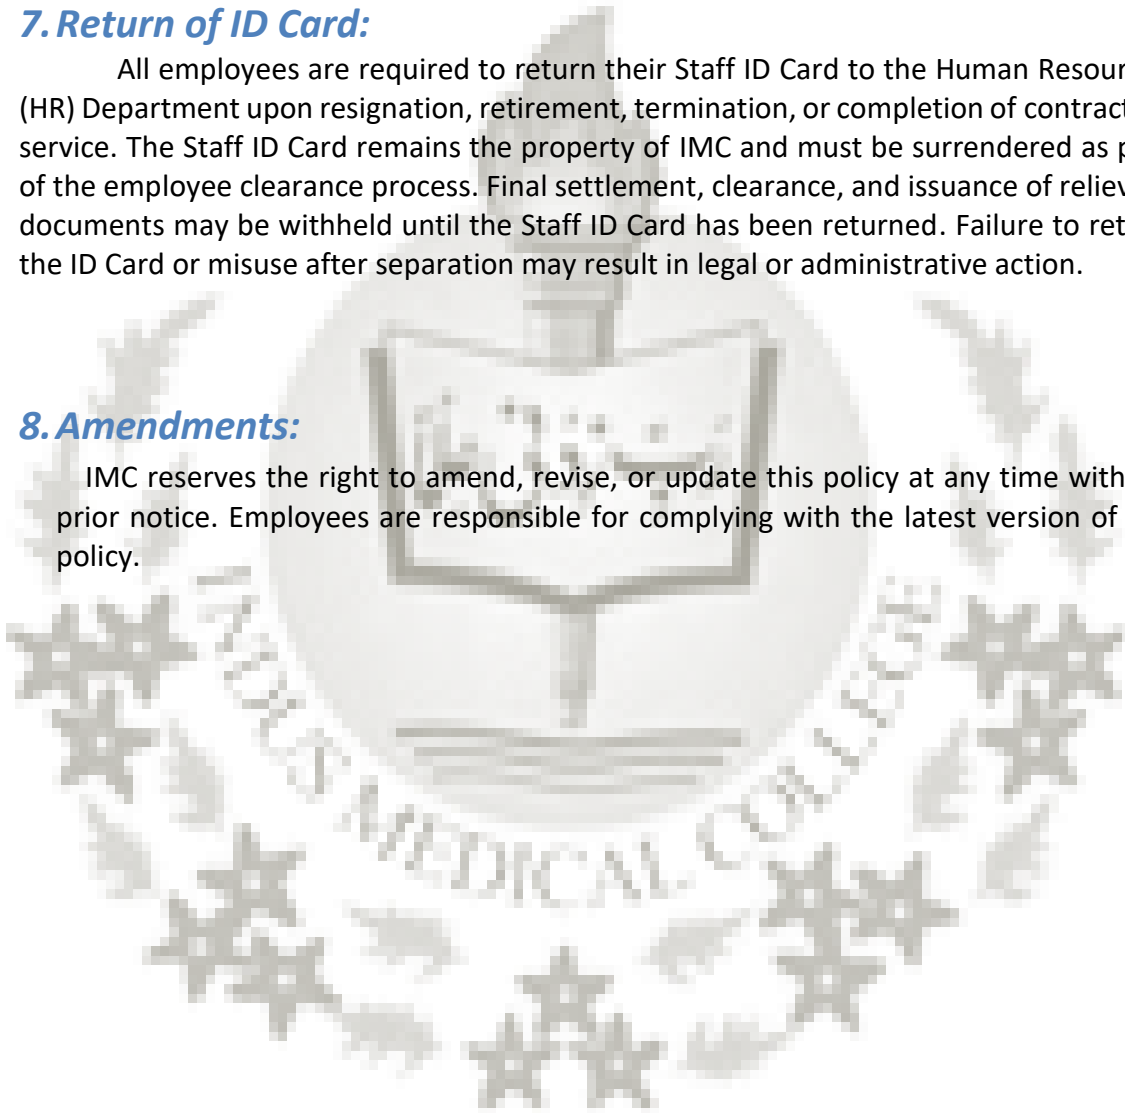 7. Return of ID Card:
All employees are required to return their Staff ID Card to the Human Resour
(HR) Department upon resignation, retirement, termination, or completion of contract
service. The Staff ID Card remains the property of IMC and must be surrendered as p
of the employee clearance process. Final settlement, clearance, and issuance of reliev
documents may be withheld until the Staff ID Card has been returned. Failure to ret
the ID Card or misuse after separation may result in legal or administrative action.
8. Amendments:
IMC reserves the right to amend, revise, or update this policy at any time with
prior notice. Employees are responsible for complying with the latest version of
policy.
MEDICAL COLLEGE